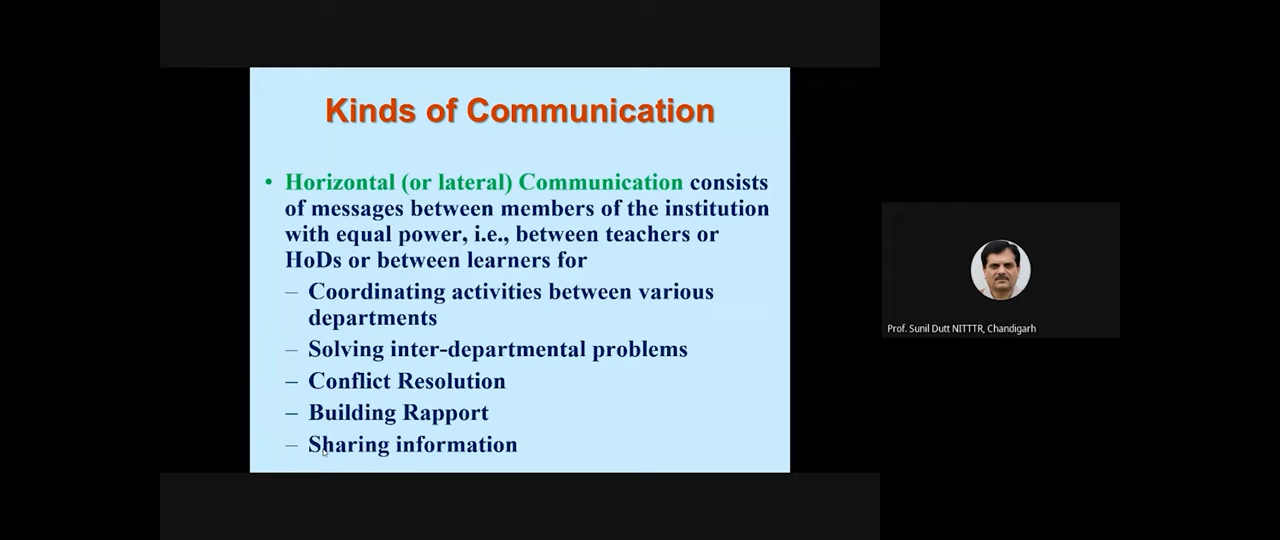 Kinds of Communication
• Horizontal (or lateral) Communication consists
of messages between members of the institution
with equal power, i.e., between teachers or
HoDs or between learners for
– Coordinating activities between various
departments
– Solving inter-departmental problems
– Conflict Resolution
– Building Rapport
– Sharing information
Prof. Sunil Dutt NITTTR, Chandigarh